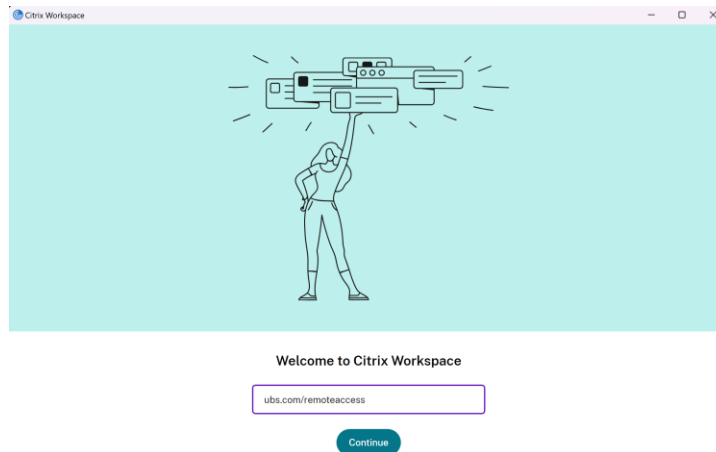 Citrix Workspace
Welcome to Citrix Workspace
ubs.com/remoteaccess
Continue